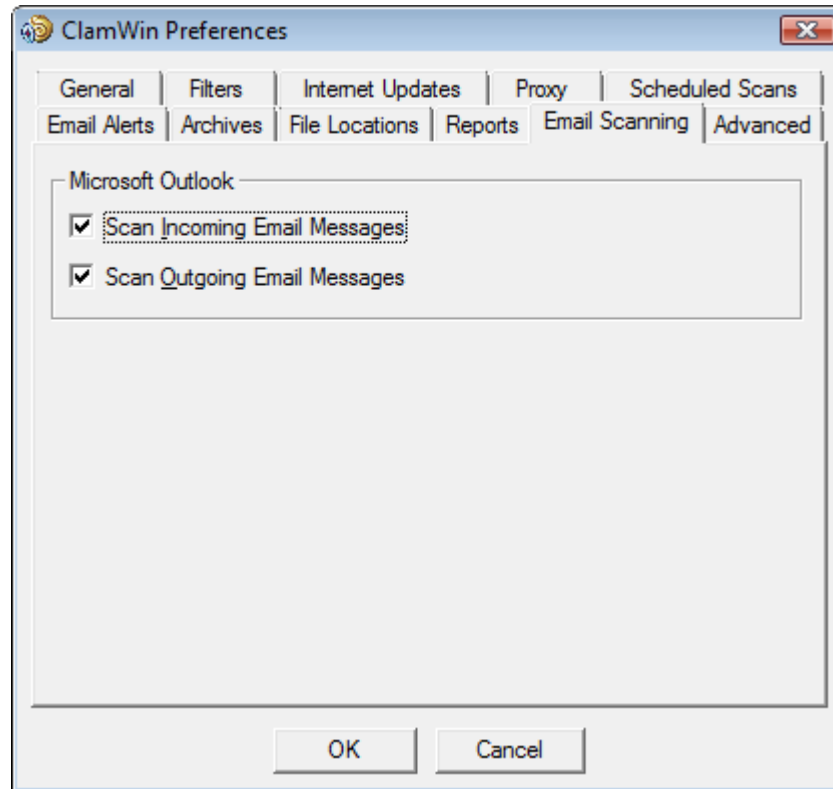 ClamWin Preferences
General Filters Internet Updates Proxy Scheduled Scans
Email Alerts Archives File Locations Reports Email Scanning Advanced
Microsoft Outlook
Scan Incoming Email Messages
Scan Outgoing Email Messages
OK Cancel